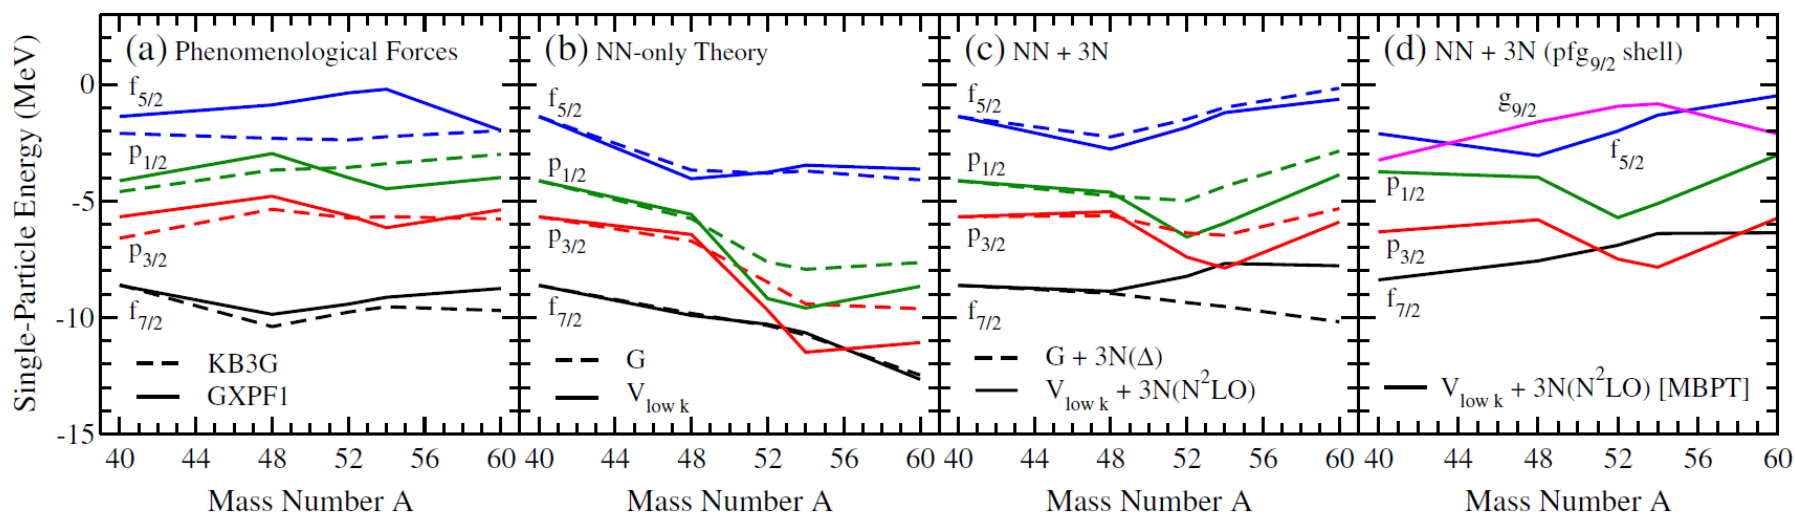 Single-Particle Energy (MeV)
0
-5
-10
-15
(a) Phenomenological Forces
f5/2
p1/2
p3/2
f7/2
KB3G
GXPF1
40 44 48 52 56 60
Mass Number A
(b) NN-only Theory
f5/2
p1/2
p3/2
f7/2
G
Vlow k
40 44 48 52 56 60
Mass Number A
(c) NN + 3N
f5/2
p1/2
p3/2
f7/2
G + 3N(Δ)
Vlow k + 3N(N²LO)
40 44 48 52 56 60
Mass Number A
(d) NN + 3N (pfg9/2 shell)
g9/2
f5/2
p1/2
p3/2
f7/2
Vlow k + 3N(N²LO) [MBPT]
40 44 48 52 56 60
Mass Number A